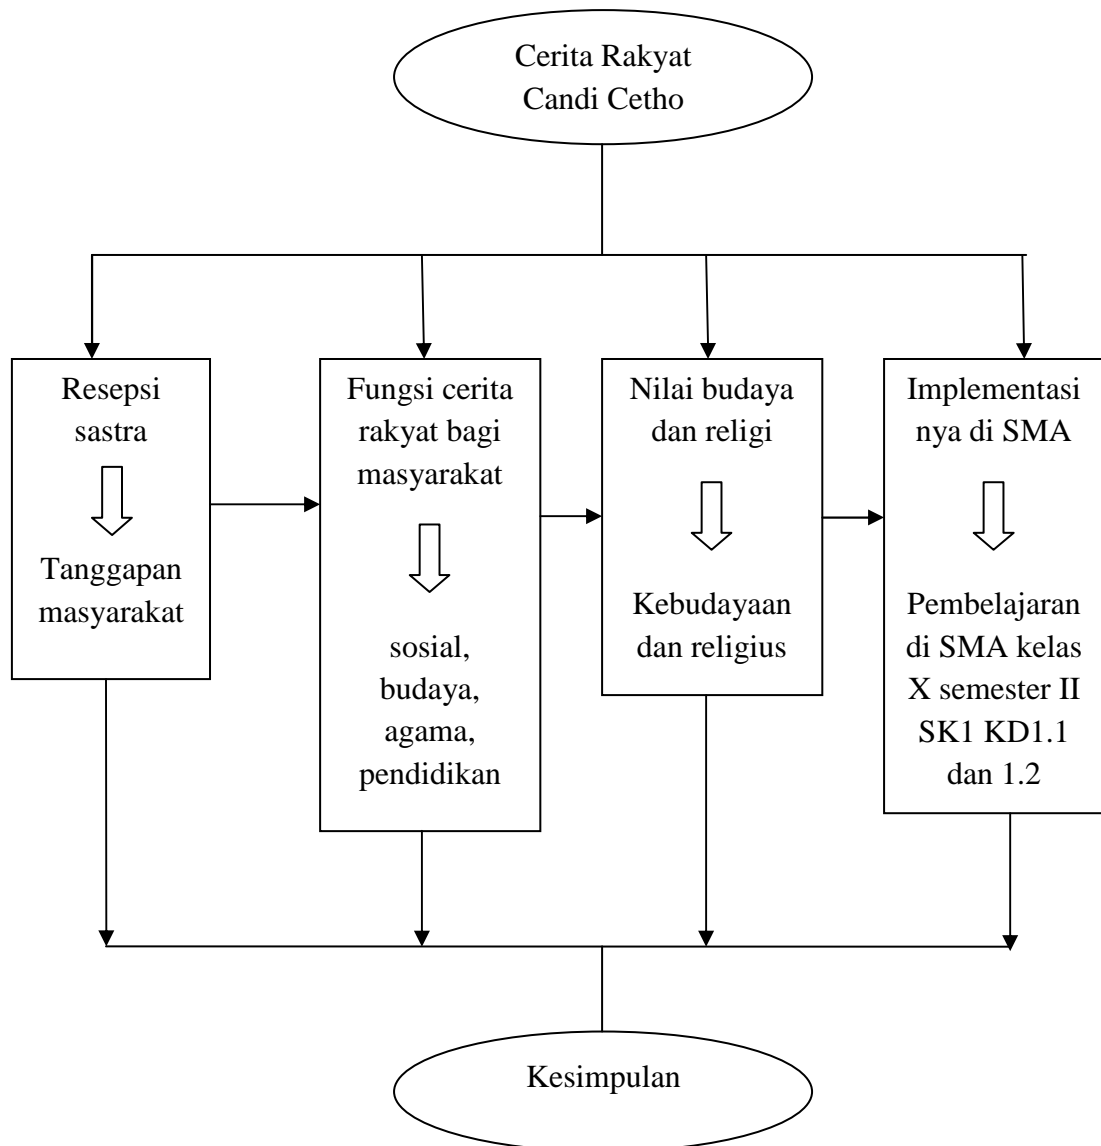 Cerita Rakyat
Candi Cetho
Resepsi
sastra
Tanggapan
masyarakat
Fungsi cerita
rakyat bagi
masyarakat
sosial,
budaya,
agama,
pendidikan
Nilai budaya
dan religi
Kebudayaan
dan religius
Implementasi
nya di SMA
Pembelajaran
di SMA kelas
X semester II
SK1 KD1.1
dan 1.2
Kesimpulan